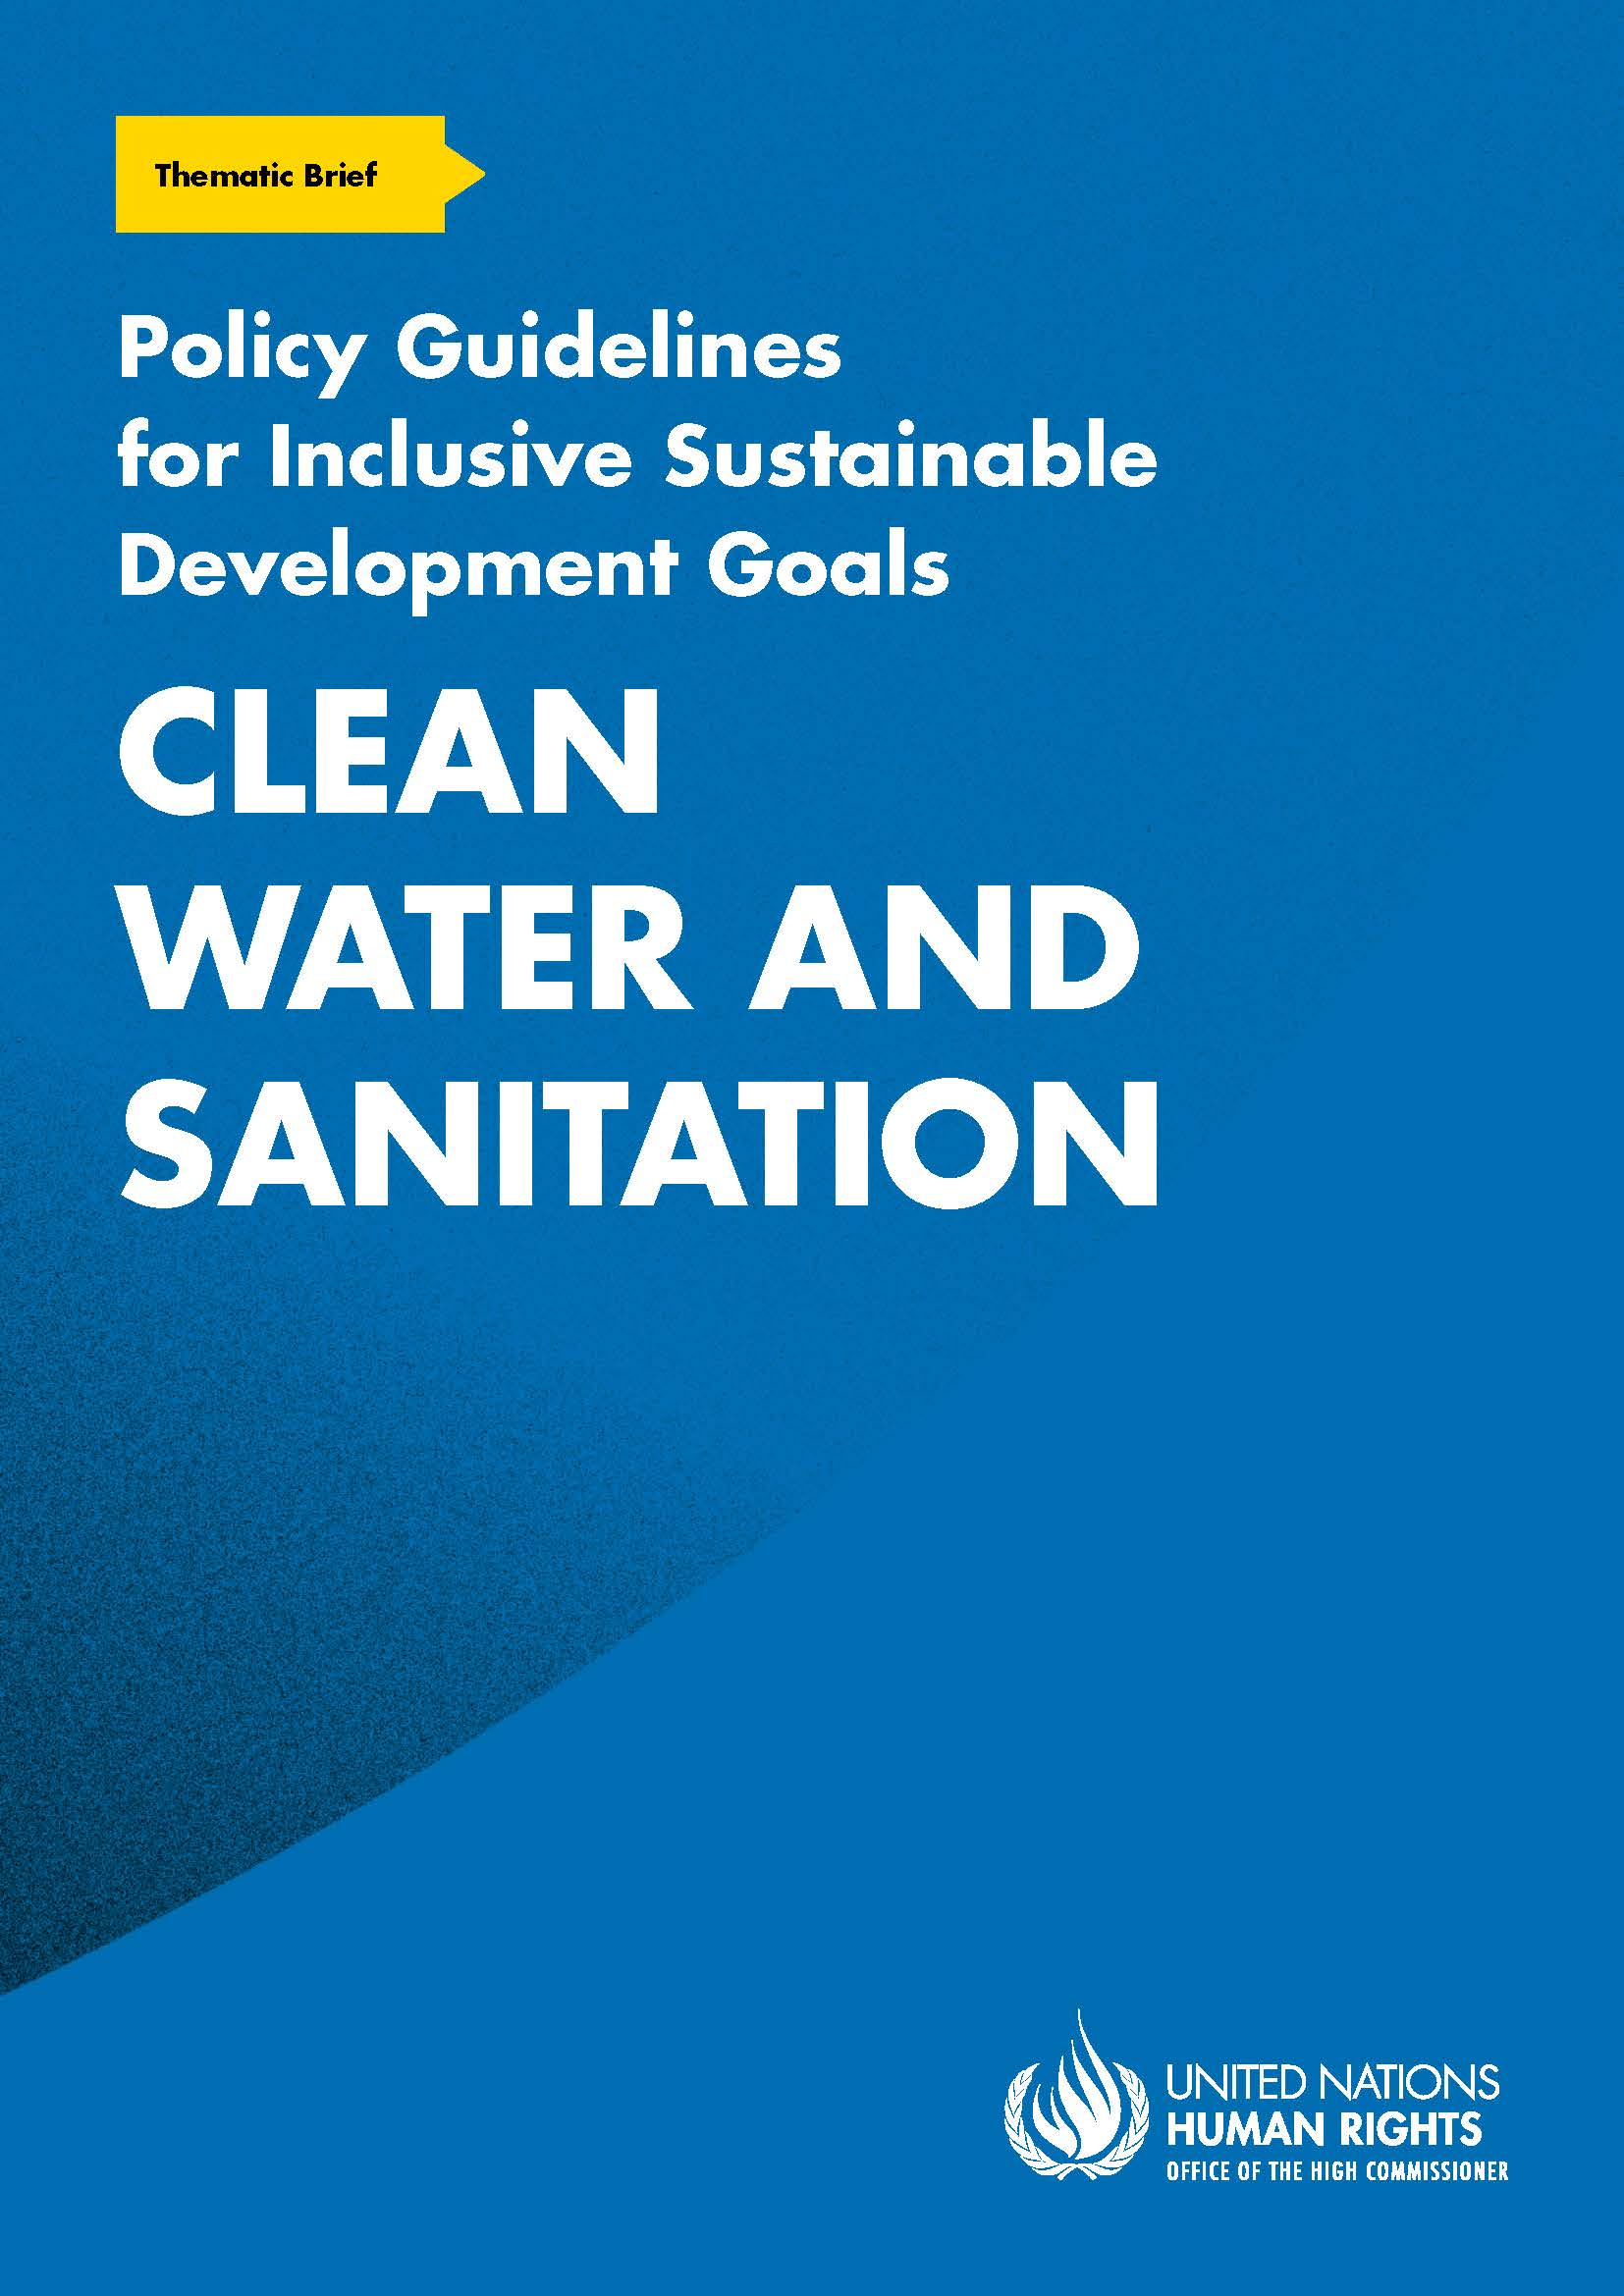 Thematic Brief
Policy Guidelines
for Inclusive Sustainable
Development Goals
CLEAN
WATER AND
SANITATION
UNITED NATIONS
HUMAN RIGHTS
OFFICE OF THE HIGH COMMISSIONER